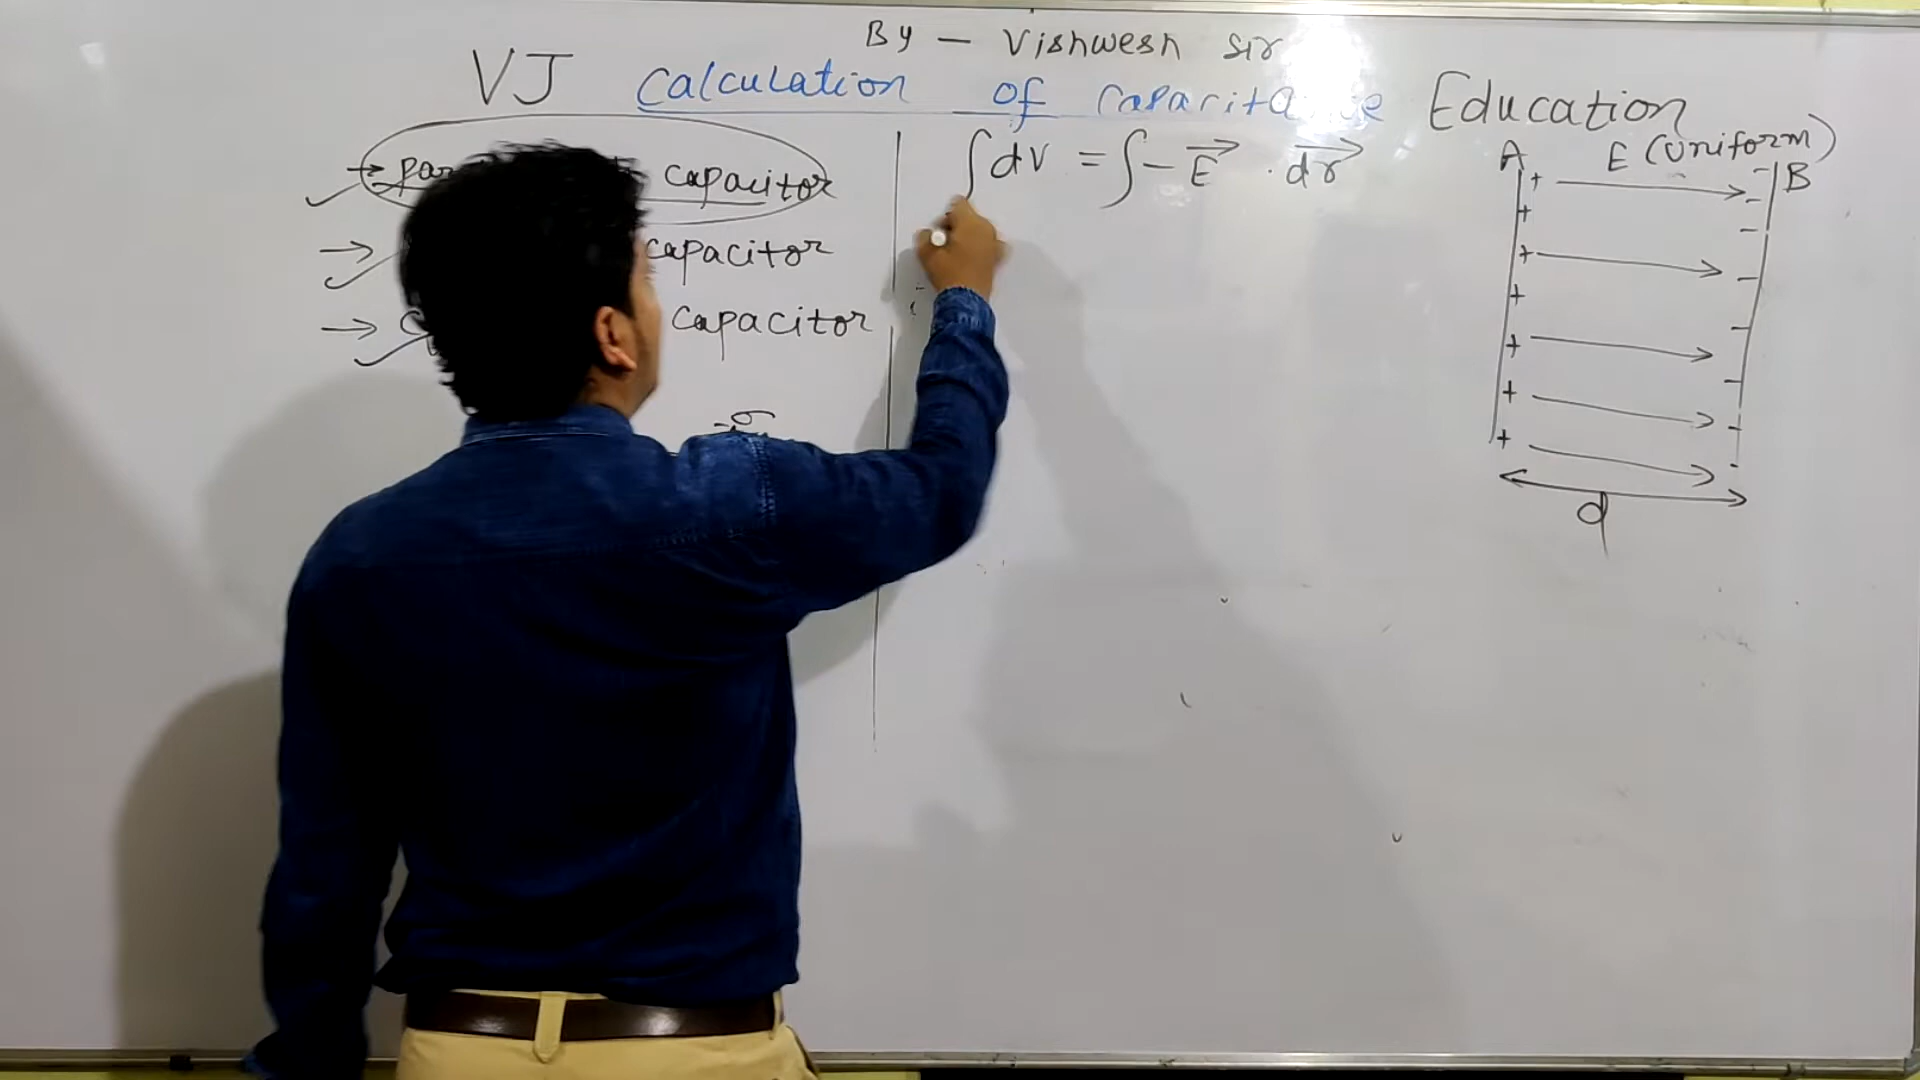 By - Vishwesh sir
VJ Calculation of Capacitance Education
→ capacitor
→ capacitor
→ capacitor
σ
∫dV = ∫-E⃗ . dr⃗
A E (Uniform) B
+ + + + + + +
- - - - - - - - -
d